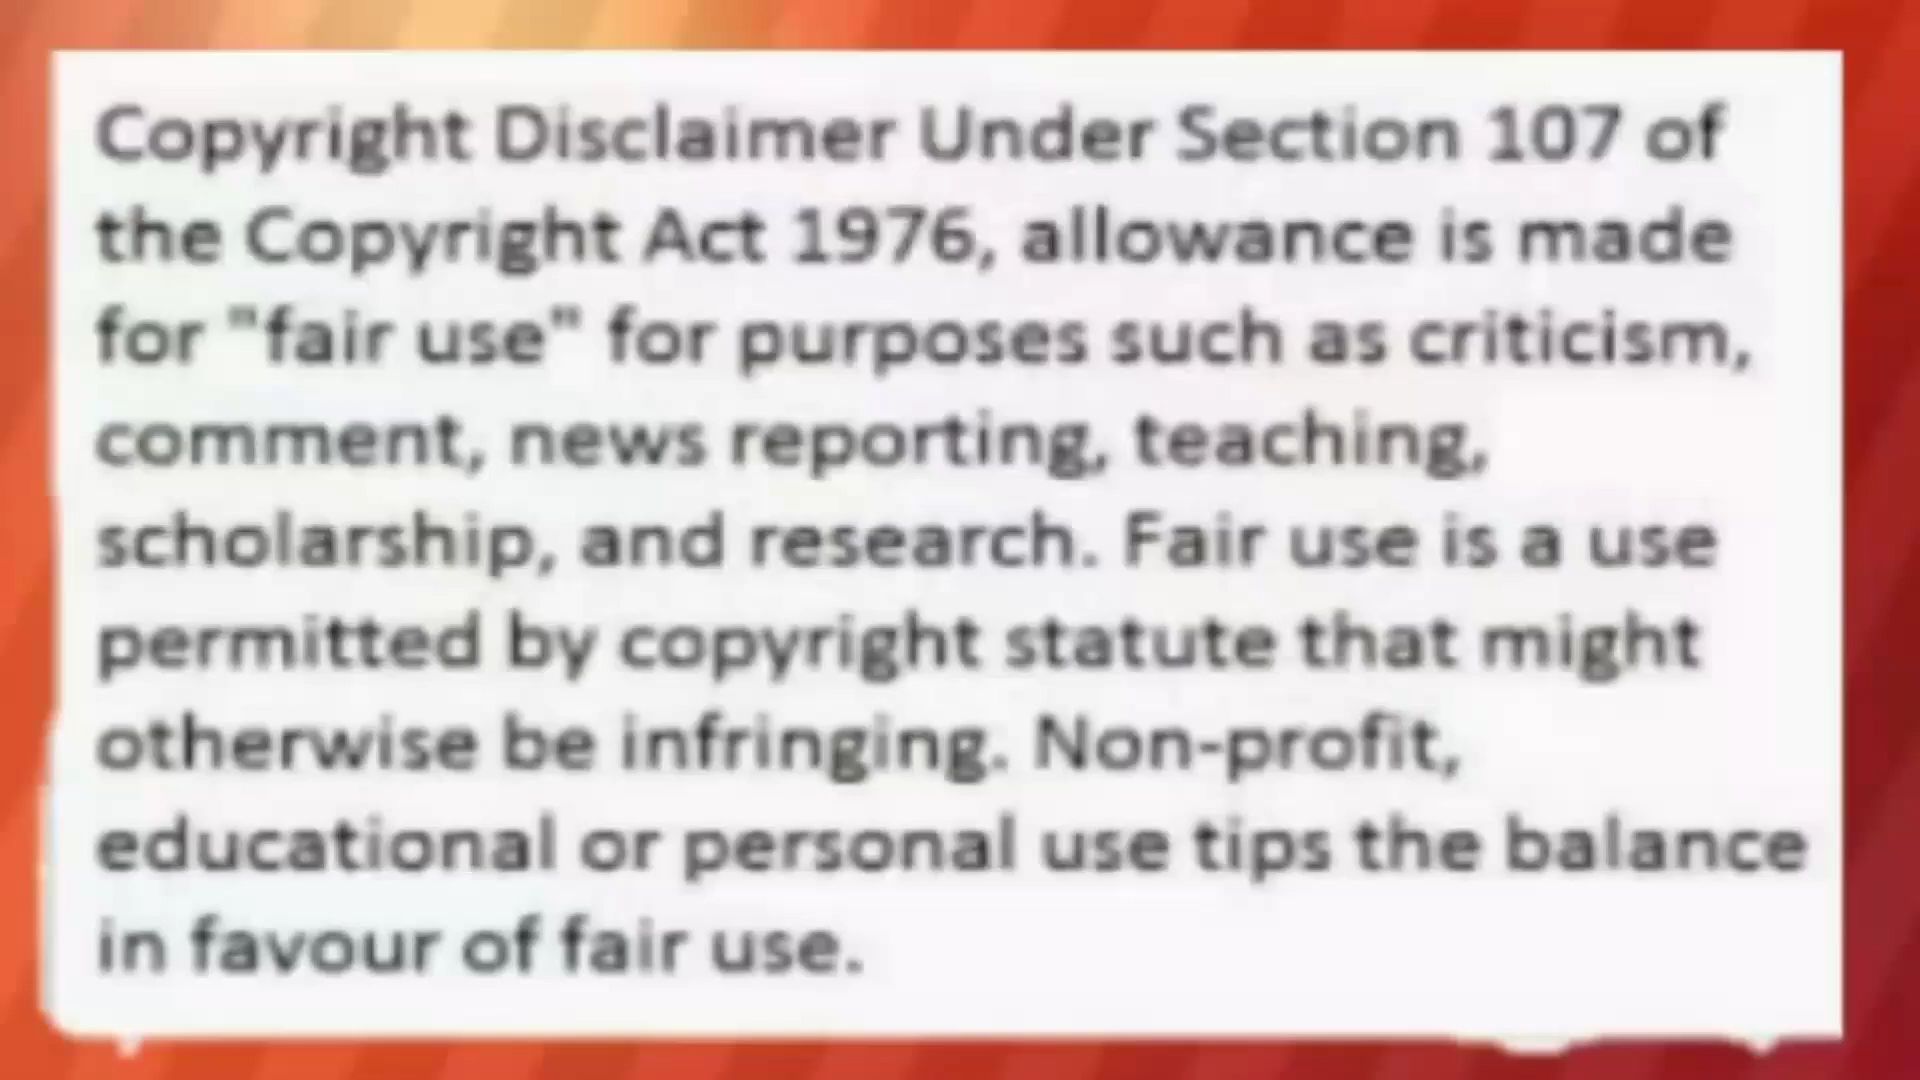 Copyright Disclaimer Under Section 107 of
the Copyright Act 1976, allowance is made
for "fair use" for purposes such as criticism,
comment, news reporting, teaching,
scholarship, and research. Fair use is a use
permitted by copyright statute that might
otherwise be infringing. Non-profit,
educational or personal use tips the balance
in favour of fair use.